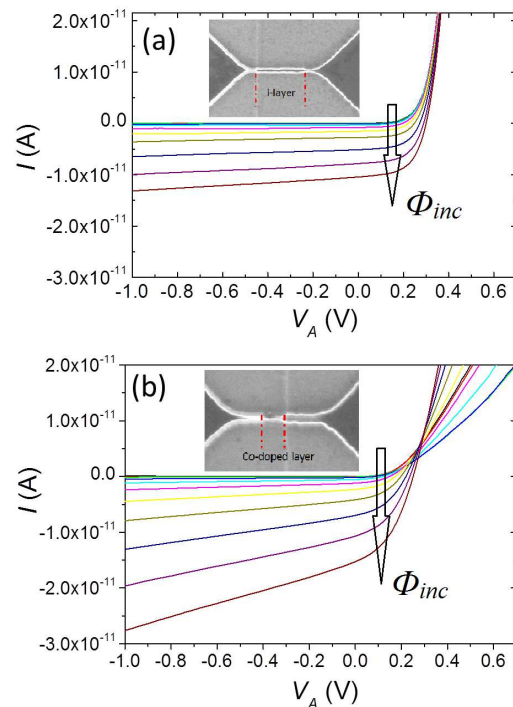 (a)
i-layer
2.0x10⁻¹¹
1.0x10⁻¹¹
0.0
-1.0x10⁻¹¹
-2.0x10⁻¹¹
-3.0x10⁻¹¹
I (A)
Φinc
-1.0 -0.8 -0.6 -0.4 -0.2 0.0 0.2 0.4 0.6
V_A (V)
(b)
Co-doped layer
2.0x10⁻¹¹
1.0x10⁻¹¹
0.0
-1.0x10⁻¹¹
-2.0x10⁻¹¹
-3.0x10⁻¹¹
I (A)
Φinc
-1.0 -0.8 -0.6 -0.4 -0.2 0.0 0.2 0.4 0.6
V_A (V)